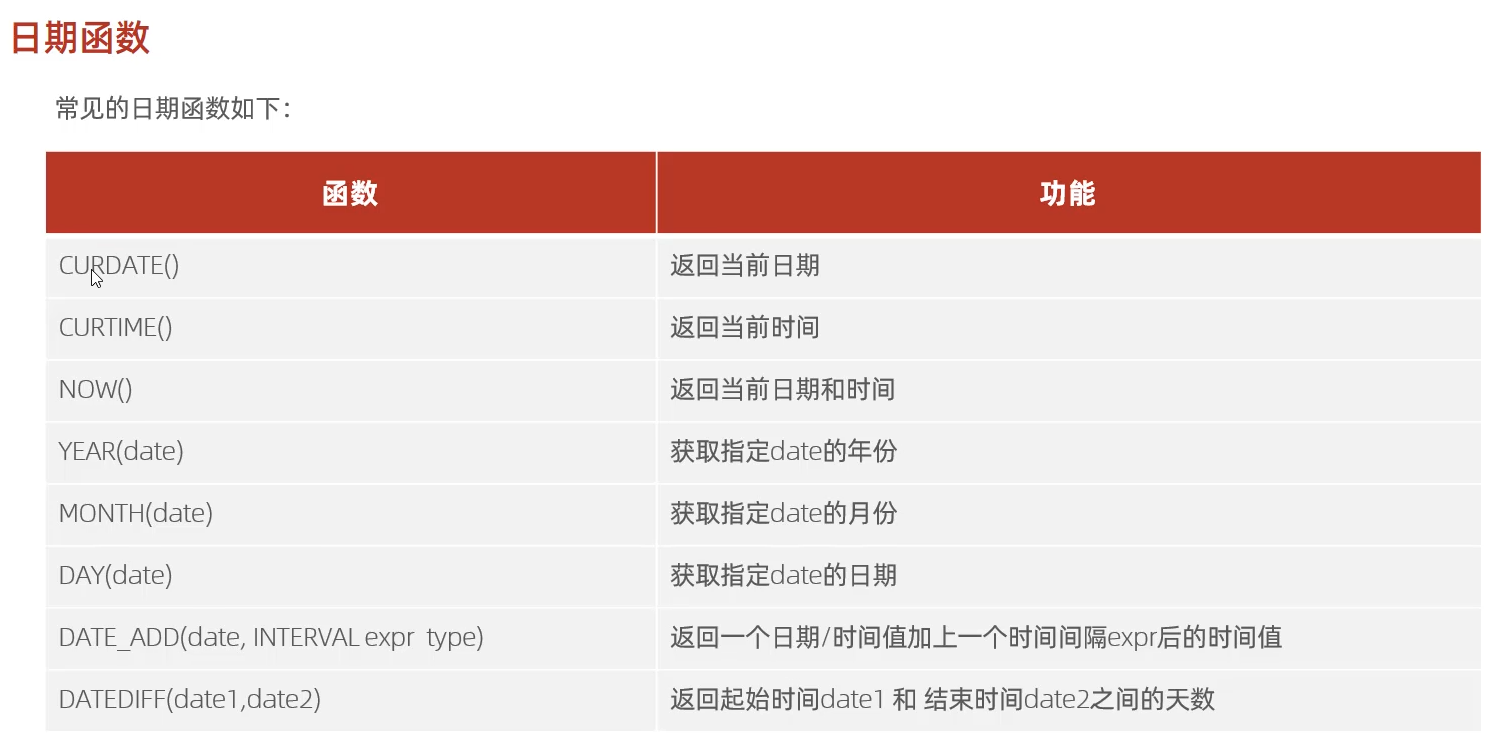 日期函数
常见的日期函数如下：
函数 功能
CURDATE() 返回当前日期
CURTIME() 返回当前时间
NOW() 返回当前日期和时间
YEAR(date) 获取指定date的年份
MONTH(date) 获取指定date的月份
DAY(date) 获取指定date的日期
DATE_ADD(date, INTERVAL expr type) 返回一个日期/时间值加上一个时间间隔expr后的时间值
DATEDIFF(date1,date2) 返回起始时间date1 和 结束时间date2之间的天数